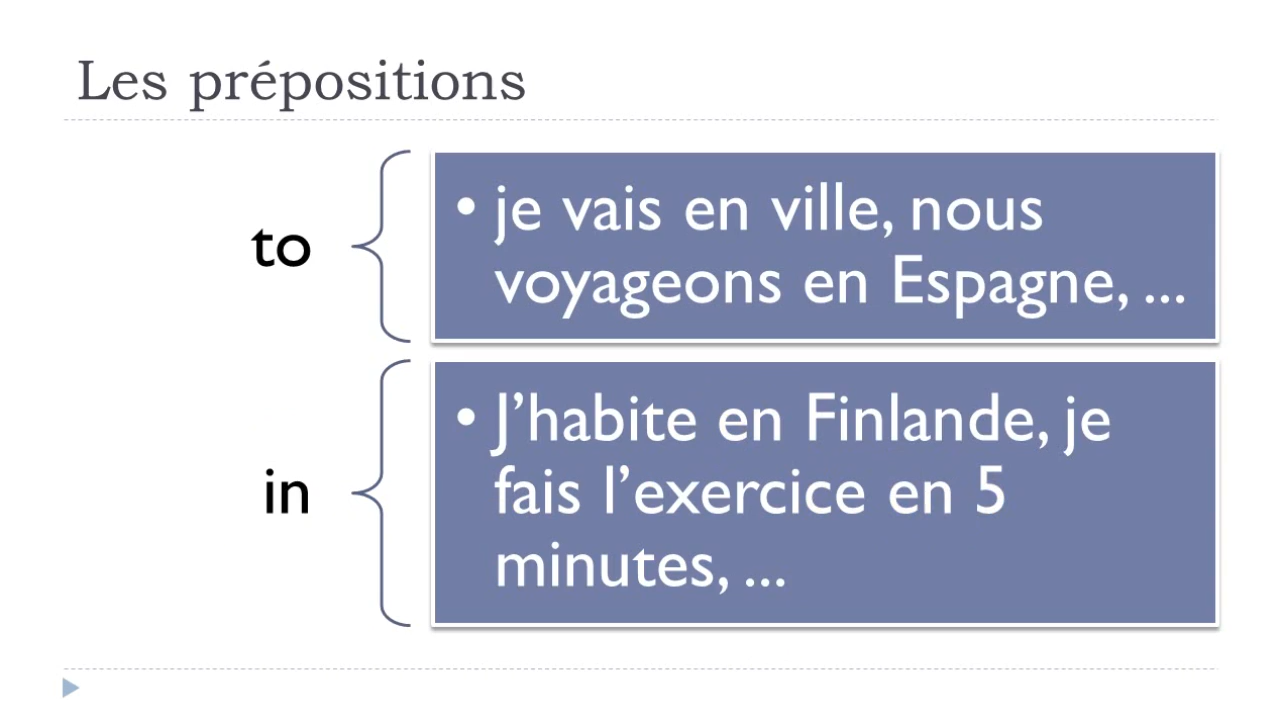 Les prépositions
to
• je vais en ville, nous
voyageons en Espagne, ...
in
• J’habite en Finlande, je
fais l’exercice en 5
minutes, ...